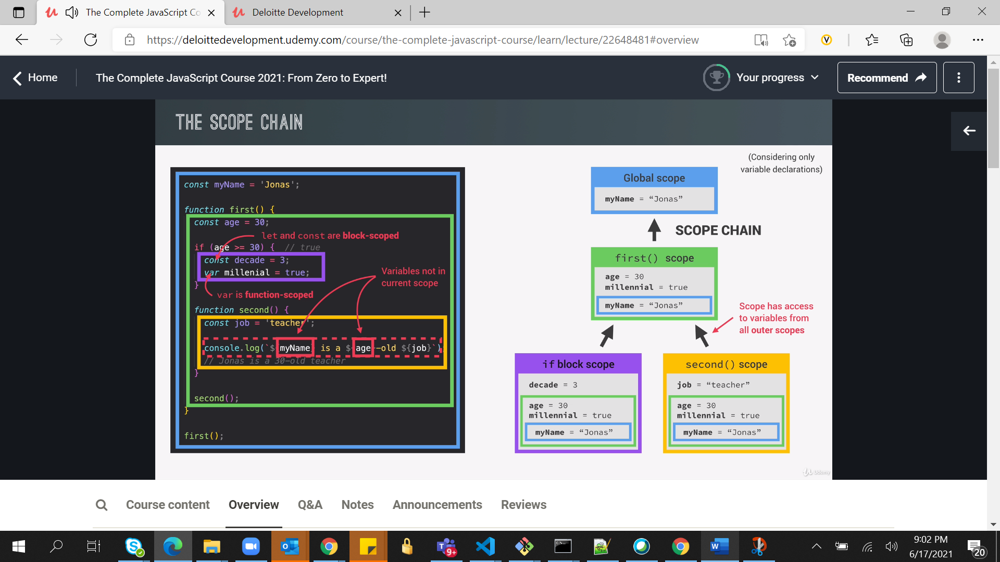 The Complete JavaScript Co
Deloitte Development
https://deloittedevelopment.udemy.com/course/the-complete-javascript-course/learn/lecture/22648481#overview
Home
The Complete JavaScript Course 2021: From Zero to Expert!
Your progress
Recommend
THE SCOPE CHAIN
(Considering only
variable declarations)
const myName = 'Jonas';
function first() {
const age = 30;
let and const are block-scoped
if (age >= 30) { // true
const decade = 3;
var millenial = true;
}
var is function-scoped
Variables not in
current scope
function second() {
const job = 'teacher';
console.log(`${myName} is a ${age}-old ${job}`)
// Jonas is a 30-old teacher
}
second();
}
first();
Global scope
myName = “Jonas”
SCOPE CHAIN
first() scope
age = 30
millennial = true
myName = “Jonas”
Scope has access
to variables from
all outer scopes
if block scope
decade = 3
age = 30
millennial = true
myName = “Jonas”
second() scope
job = “teacher”
age = 30
millennial = true
myName = “Jonas”
Udemy
Course content
Overview
Q&A
Notes
Announcements
Reviews
9+
9:02 PM
6/17/2021
20